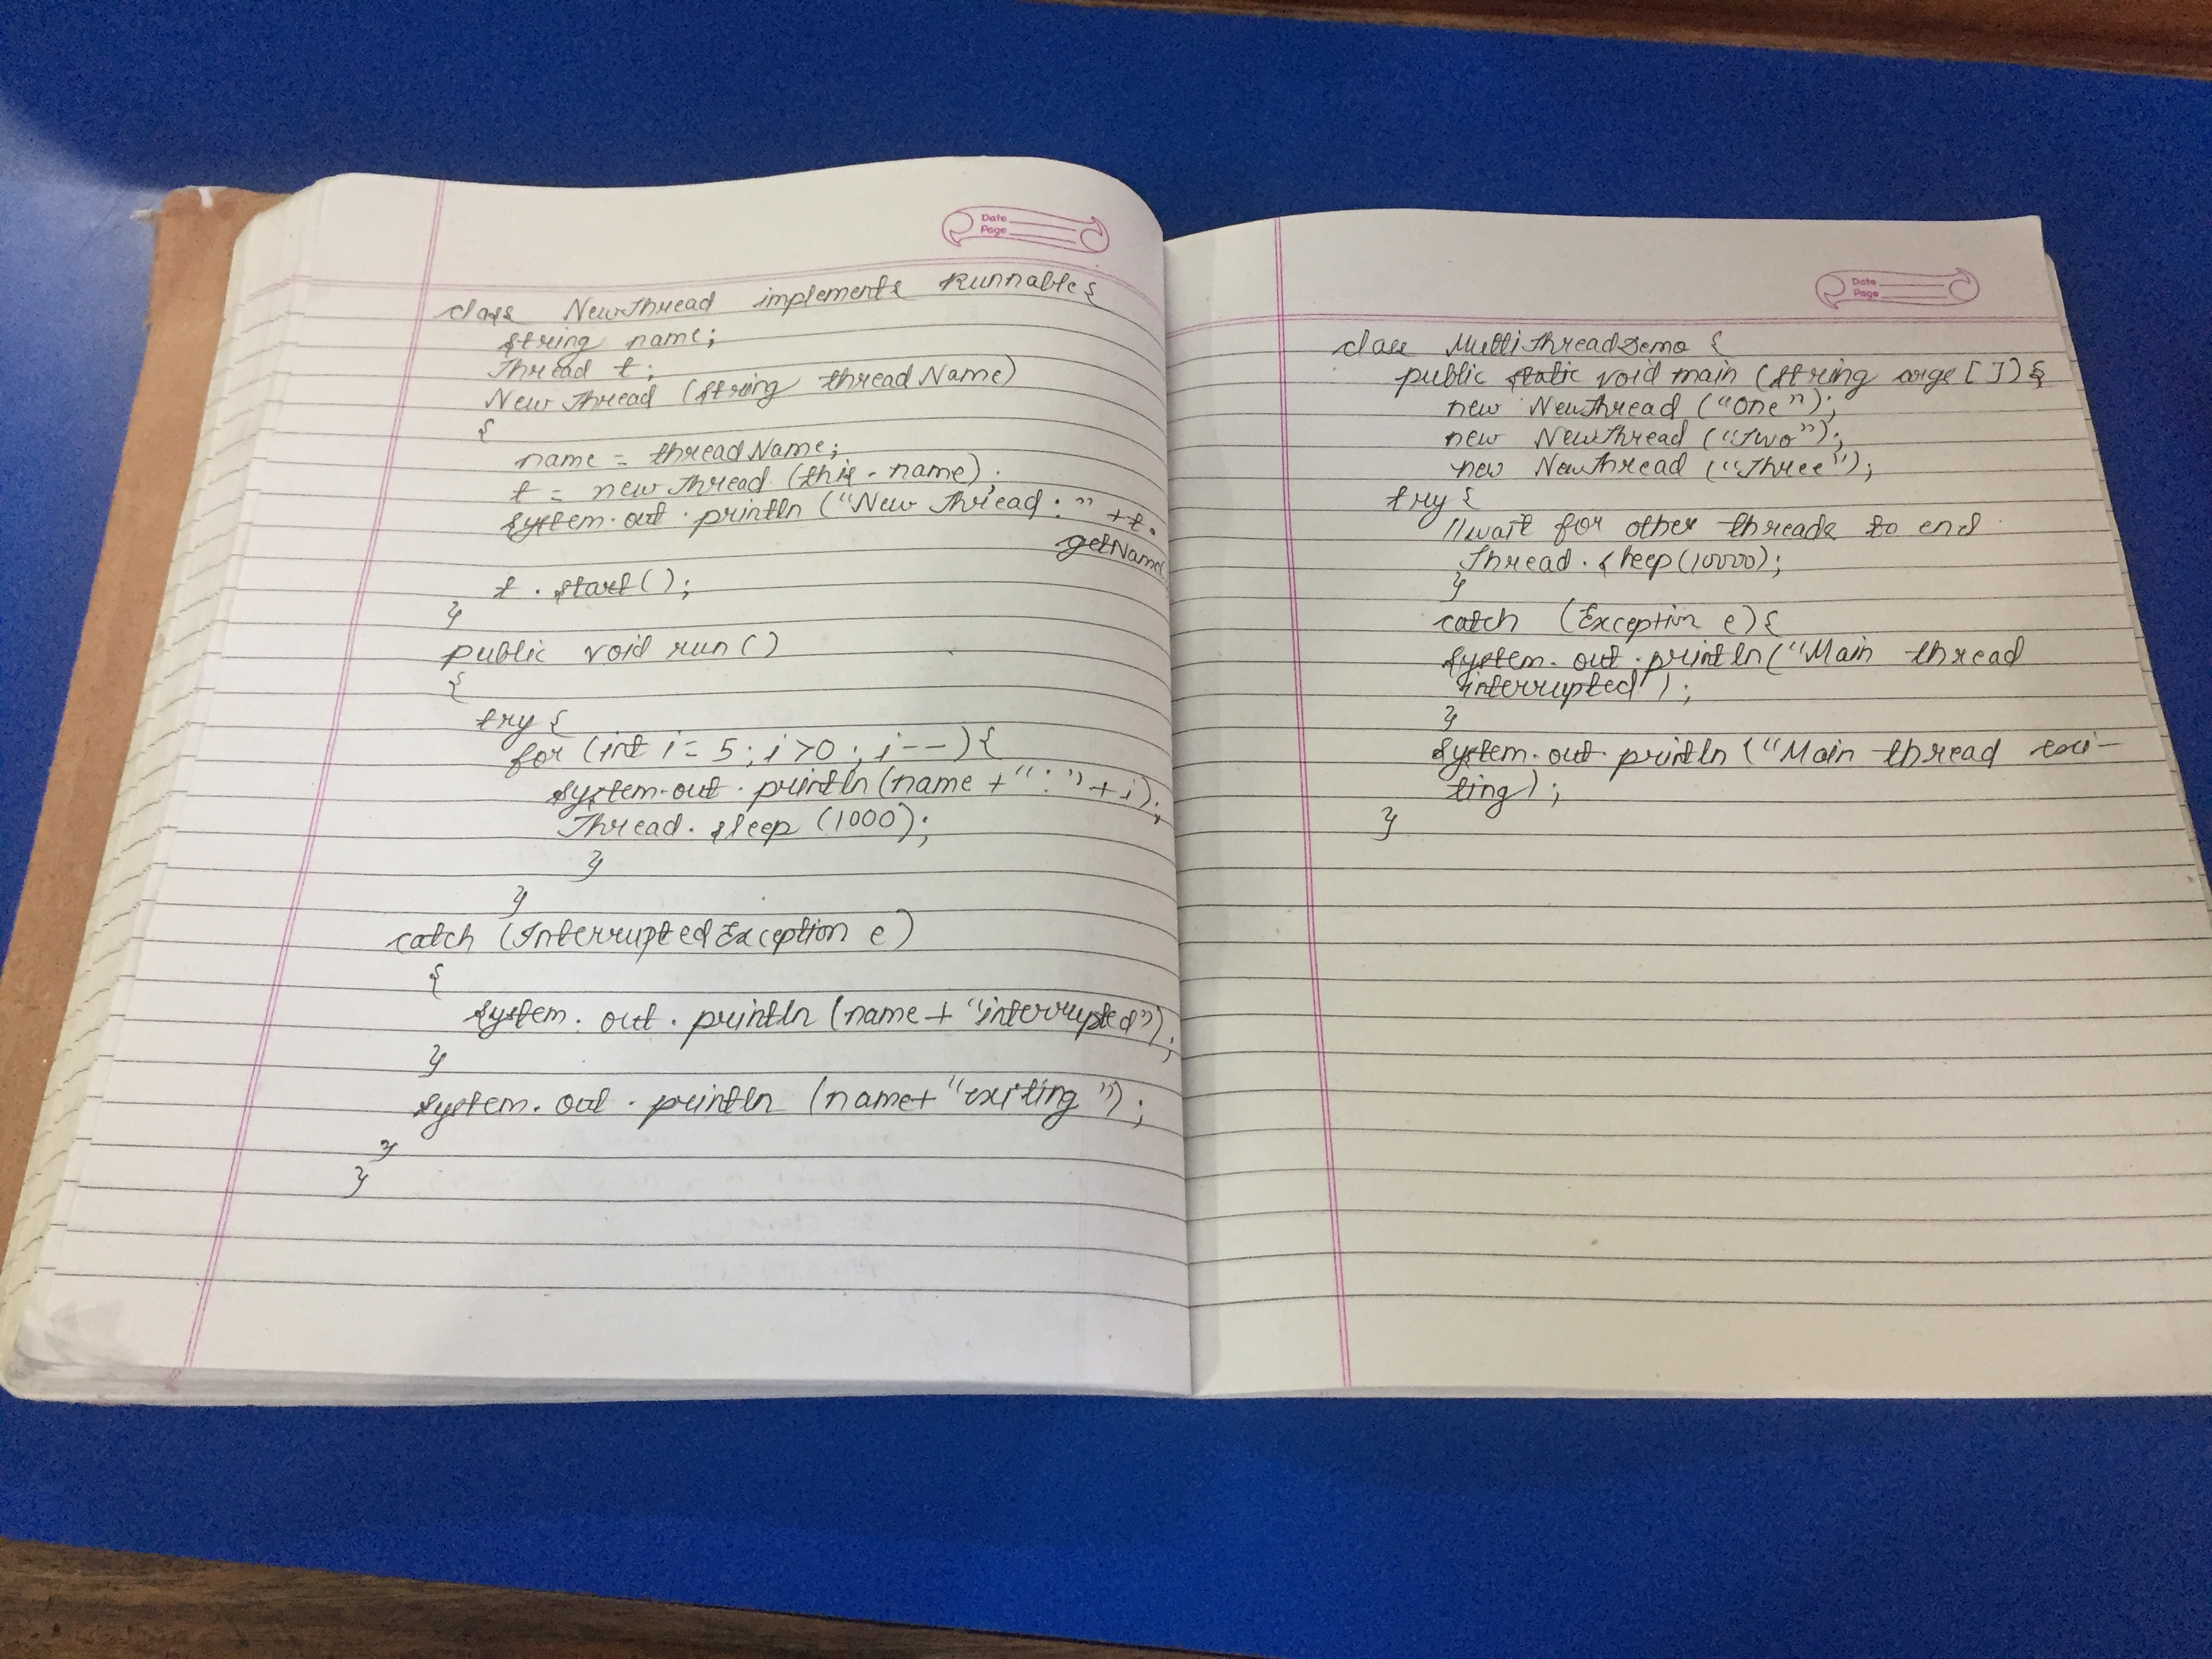 Date
Page
class Newthread implements Runnable{
String name;
Thread t;
Newthread (String threadName)
{
name = threadName;
t = new thread (this. name);
System.out.println ("New thread: " +t.
getName
t.start();
}
public void run()
{
try {
for (int i = 5; i>0; i--){
System.out.println(name + ": "+i);
Thread.sleep (1000);
}
}
catch (InterruptedException e)
{
System.out.println (name + "interrupted");
}
System.out.println (name+ "exiting");
}
}
Date
Page
class MultithreadDemo {
public static void main (String args[]){
new Newthread ("one");
new Newthread ("two");
new Newthread ("three");
try {
//wait for other threads to end.
Thread.sleep(10000);
}
catch (Exception e){
System.out.println("Main thread
interrupted");
}
System.out.println ("Main thread exi-
ting);
}